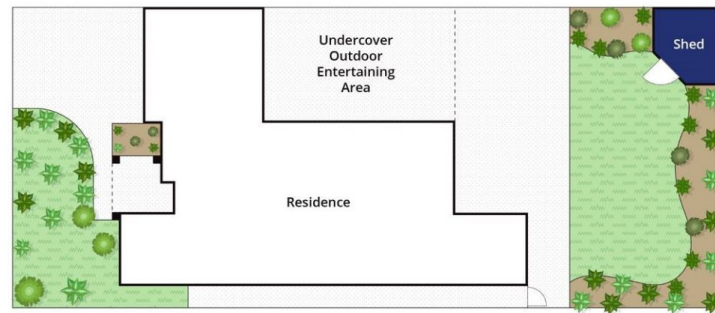 Undercover
Outdoor
Entertaining
Area
Shed
Residence